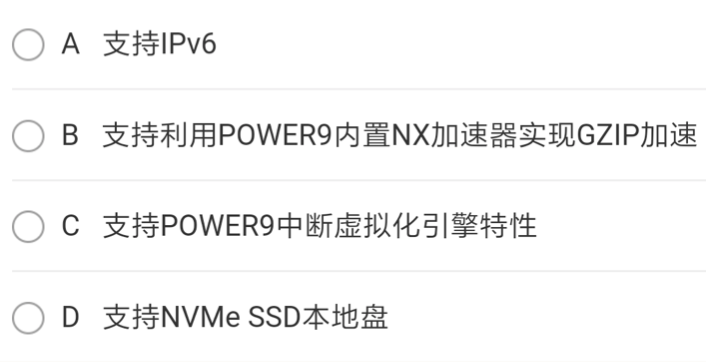 A 支持IPv6
B 支持利用POWER9内置NX加速器实现GZIP加速
C 支持POWER9中断虚拟化引擎特性
D 支持NVMe SSD本地盘